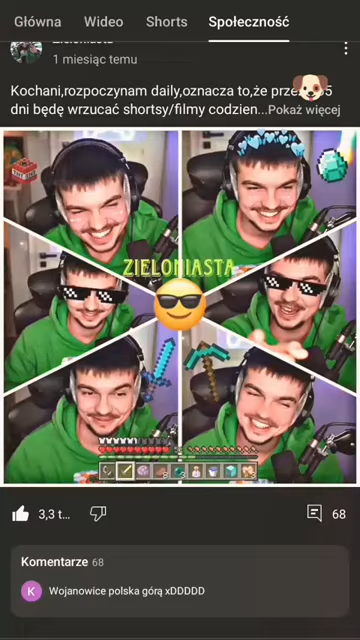 Główna Wideo Shorts Społeczność
Zieloniasta
1 miesiąc temu
Kochani,rozpoczynam daily,oznacza to,że 5
dni będę wrzucać shortsy/filmy codzien...Pokaż więcej
ZIELONIASTA
3,3 t... 68
Komentarze 68
K Wojanowice polska górą xDDDDD